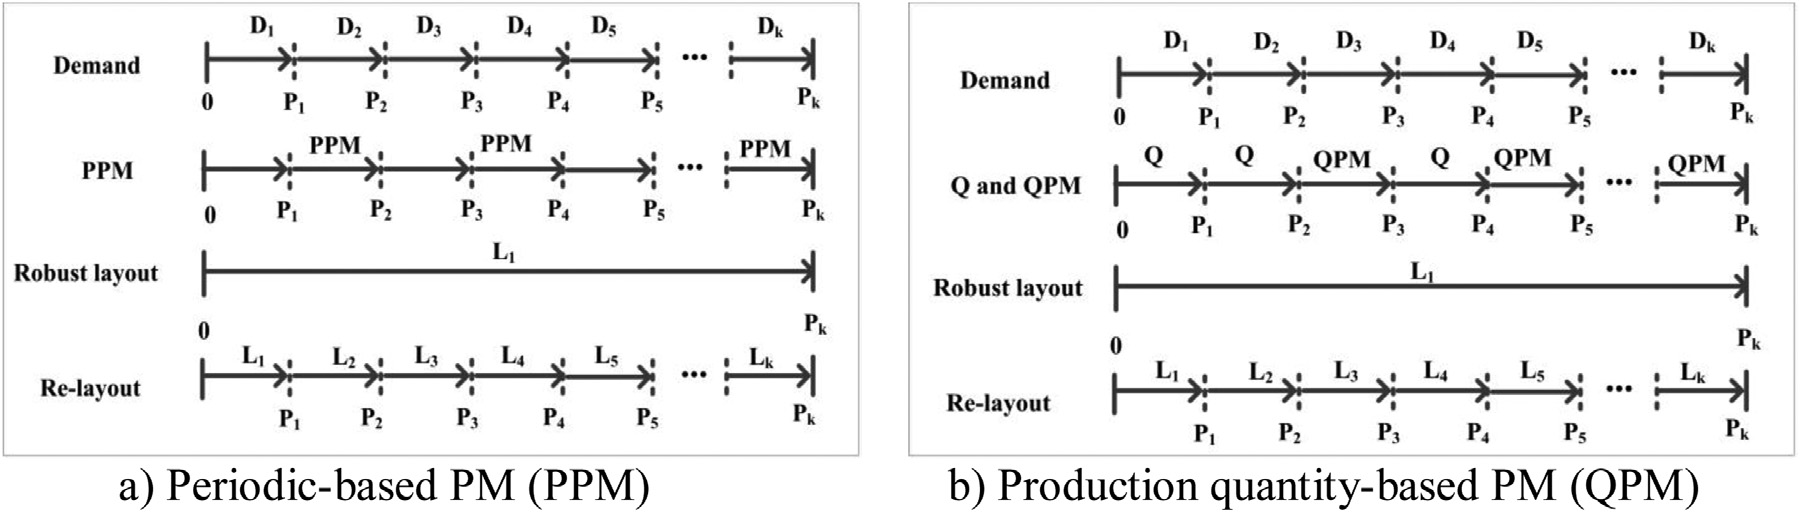 D1 D2 D3 D4 D5 ... Dk
Demand
0 P1 P2 P3 P4 P5 Pk
PPM PPM PPM
PPM ...
0 P1 P2 P3 P4 P5 Pk
L1
Robust layout
0 Pk
L1 L2 L3 L4 L5 ... Lk
Re-layout
P1 P2 P3 P4 P5 Pk
a) Periodic-based PM (PPM)
D1 D2 D3 D4 D5 ... Dk
Demand
0 P1 P2 P3 P4 P5 Pk
Q Q QPM Q QPM ... QPM
Q and QPM
0 P1 P2 P3 P4 P5 Pk
L1
Robust layout
0 Pk
L1 L2 L3 L4 L5 ... Lk
Re-layout
P1 P2 P3 P4 P5 Pk
b) Production quantity-based PM (QPM)